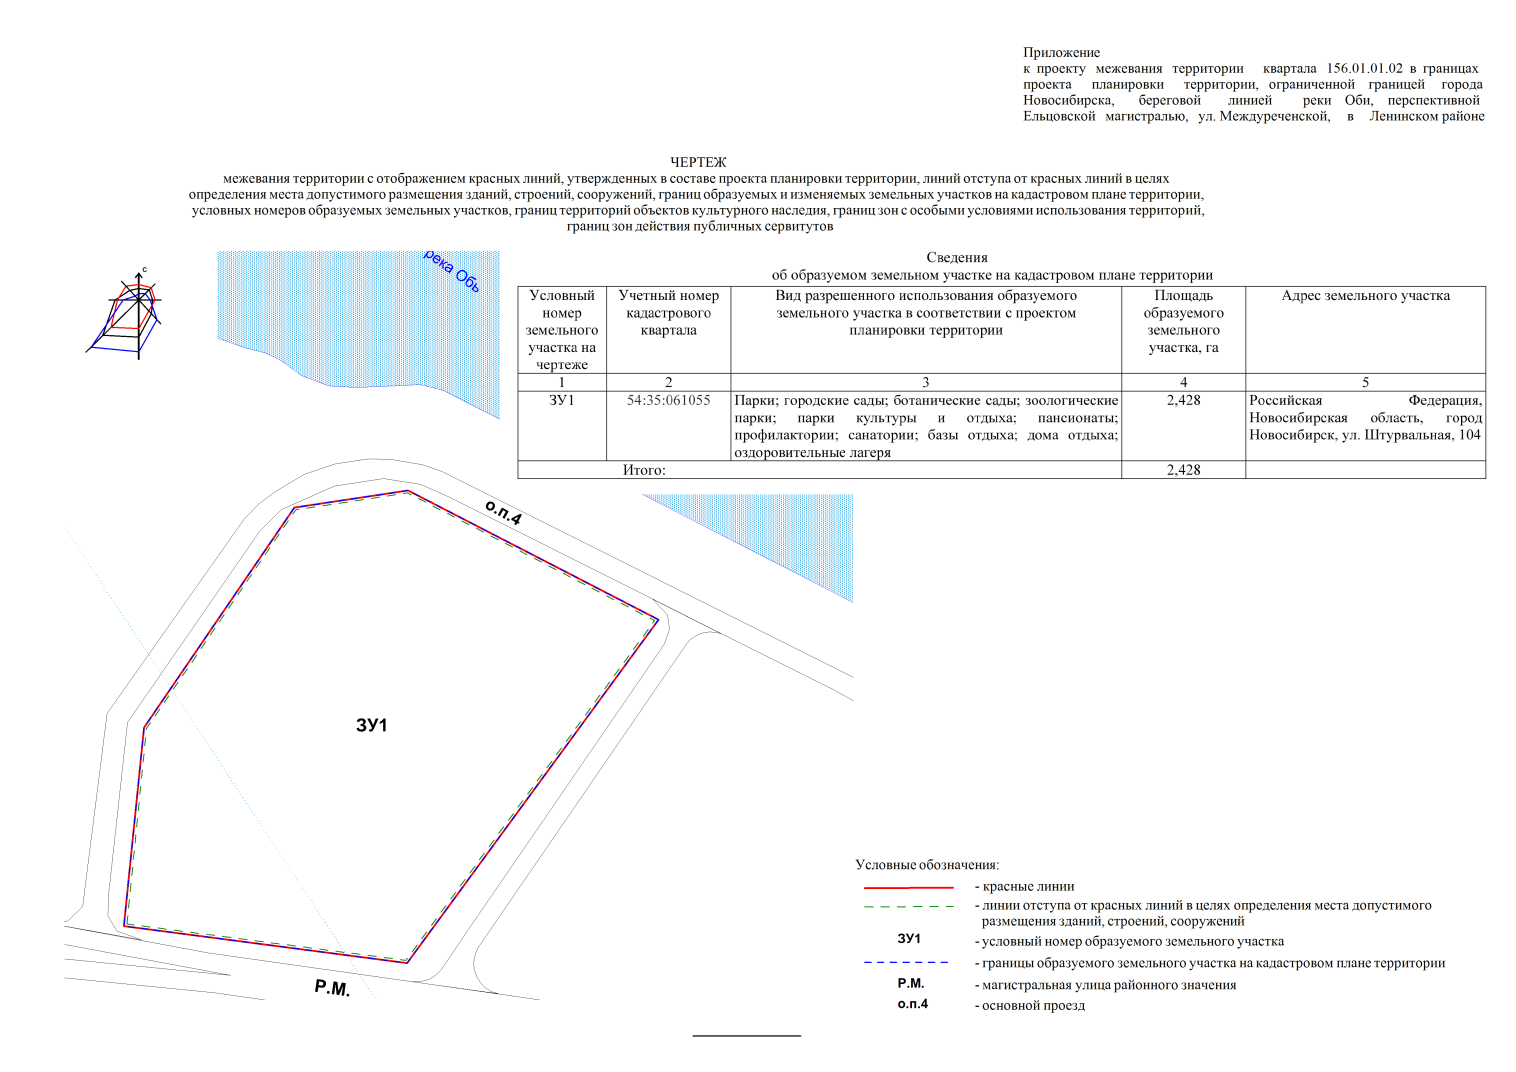 Приложение
к проекту межевания территории квартала 156.01.01.02 в границах
проекта планировки территории, ограниченной границей города
Новосибирска, береговой линией реки Оби, перспективной
Ельцовской магистралью, ул. Междуреченской, в Ленинском районе
ЧЕРТЕЖ
межевания территории с отображением красных линий, утвержденных в составе проекта планировки территории, линий отступа от красных линий в целях
определения места допустимого размещения зданий, строений, сооружений, границ образуемых и изменяемых земельных участков на кадастровом плане территории,
условных номеров образуемых земельных участков, границ территорий объектов культурного наследия, границ зон с особыми условиями использования территорий,
границ зон действия публичных сервитутов
с
река Обь
Сведения
об образуемом земельном участке на кадастровом плане территории
Условный
номер
земельного
участка на
чертеже
Учетный номер
кадастрового
квартала
Вид разрешенного использования образуемого
земельного участка в соответствии с проектом
планировки территории
Площадь
образуемого
земельного
участка, га
Адрес земельного участка
1 2 3 4 5
ЗУ1
54:35:061055
Парки; городские сады; ботанические сады; зоологические
парки; парки культуры и отдыха; пансионаты;
профилактории; санатории; базы отдыха; дома отдыха;
оздоровительные лагеря
2,428
Российская Федерация,
Новосибирская область, город
Новосибирск, ул. Штурвальная, 104
Итого: 2,428
о.п.4
ЗУ1
Р.М.
Условные обозначения:
- красные линии
- линии отступа от красных линий в целях определения места допустимого
размещения зданий, строений, сооружений
ЗУ1 - условный номер образуемого земельного участка
- границы образуемого земельного участка на кадастровом плане территории
Р.М. - магистральная улица районного значения
о.п.4 - основной проезд